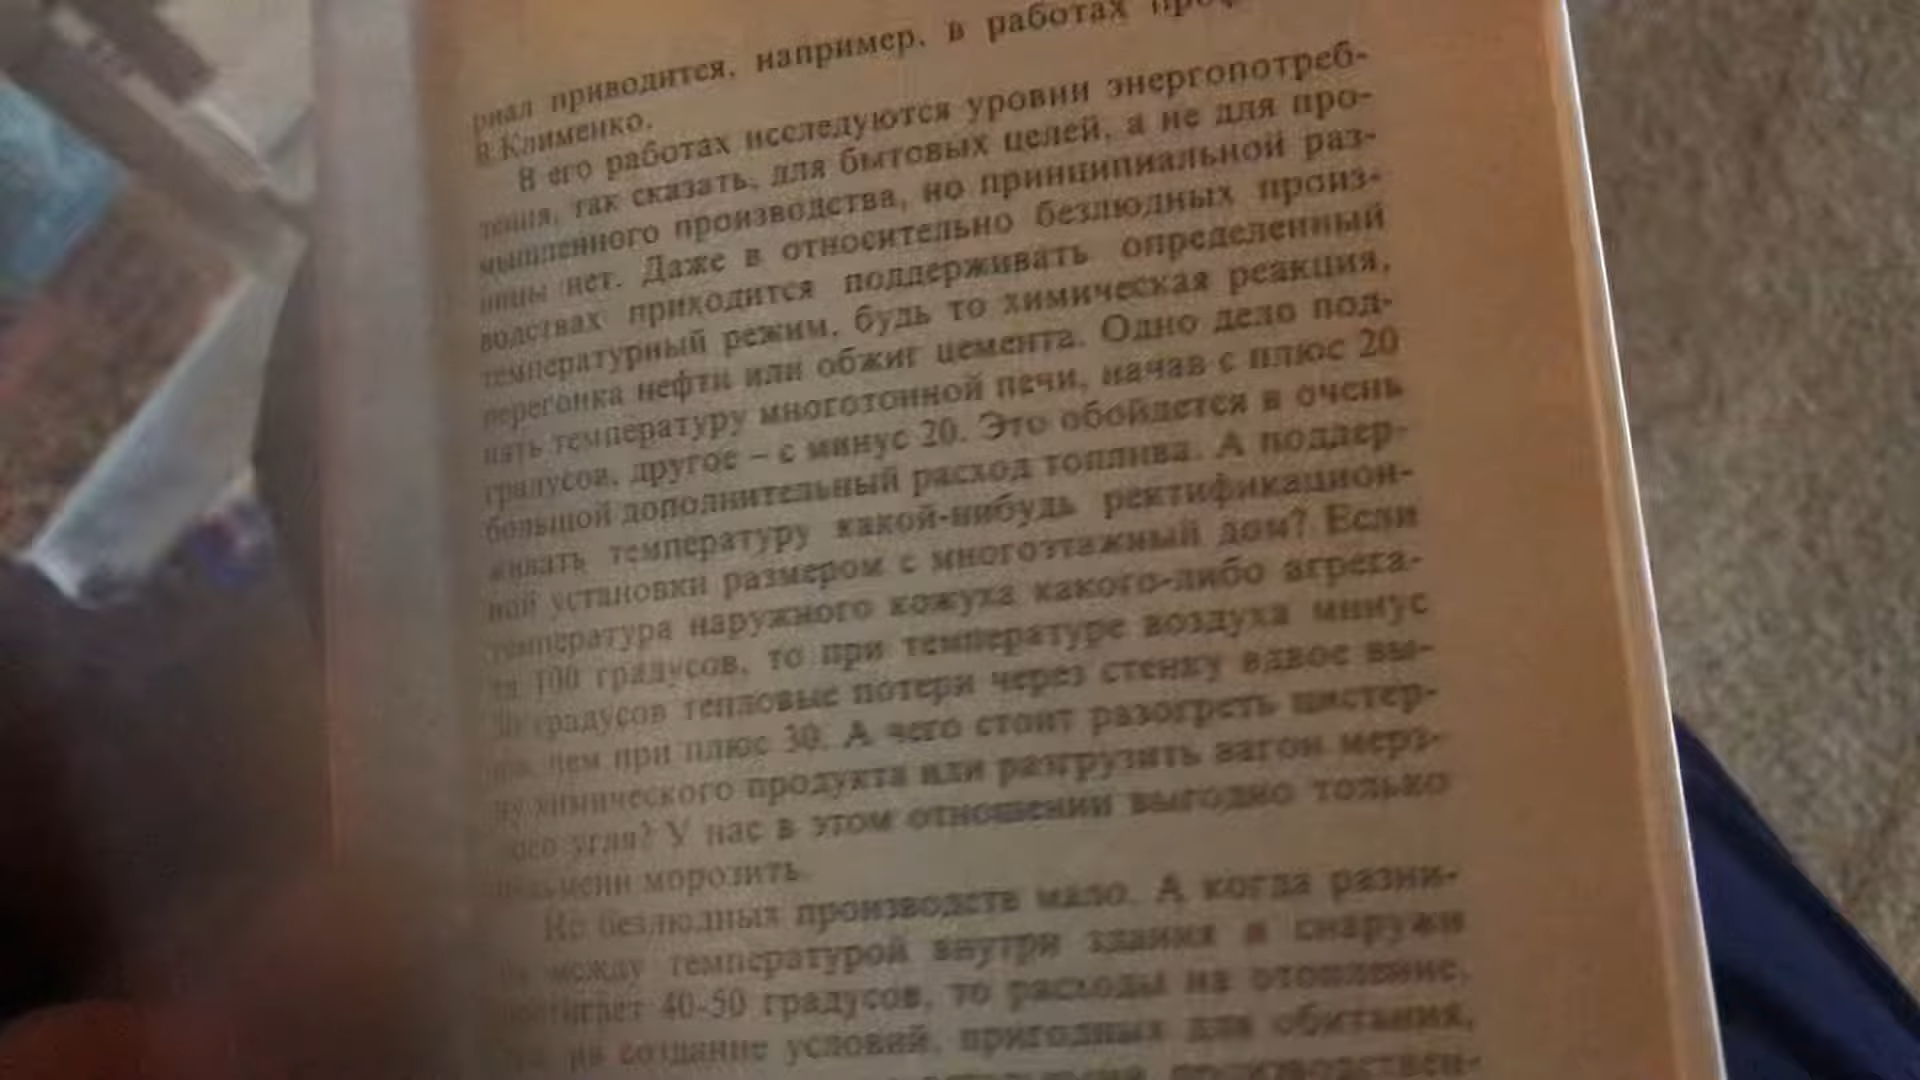 риал приводится, например, в работах
В. Клименко.
В его работах исследуются уровни энергопотреб-
ления, так сказать, для бытовых целей, а не для про-
мышленного производства, но принципиальной раз-
ницы нет. Даже в относительно безлюдных произ-
водствах приходится поддерживать определенный
температурный режим, будь то химическая реакция,
перегонка нефти или обжиг цемента. Одно дело под-
нять температуру многотонной печи, начав с плюс 20
градусов, другое – с минус 20. Это обойдется в очень
большой дополнительный расход топлива. А поддер-
живать температуру какой-нибудь ректификацион-
ной установки размером с многоэтажный дом? Если
температура наружного кожуха какого-либо агрега-
та 100 градусов, то при температуре воздуха минус
30 градусов тепловые потери через стенку вдвое вы-
чем при плюс 30. А чего стоит разогреть цистер-
ну химического продукта или разгрузить вагон мерз-
лого угля? У нас в этом отношении выгодно только
морозить.
Но безлюдных производств мало. А когда разни-
ца между температурой внутри здания и снаружи
достигает 40-50 градусов, то расходы на отопление,
на создание условий, пригодных для обитания,
производствен-